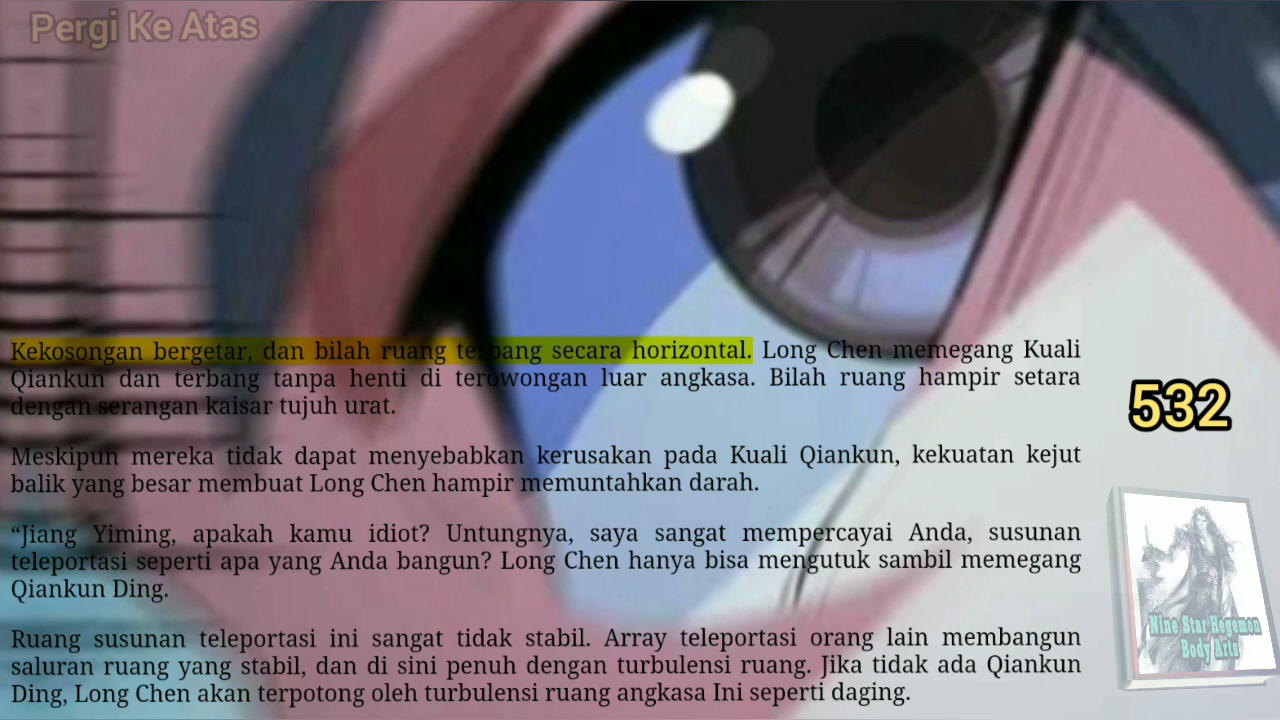 Pergi Ke Atas
Kekosongan bergetar, dan bilah ruang terbang secara horizontal. Long Chen memegang Kuali
Qiankun dan terbang tanpa henti di terowongan luar angkasa. Bilah ruang hampir setara
dengan serangan kaisar tujuh urat.
Meskipun mereka tidak dapat menyebabkan kerusakan pada Kuali Qiankun, kekuatan kejut
balik yang besar membuat Long Chen hampir memuntahkan darah.
“Jiang Yiming, apakah kamu idiot? Untungnya, saya sangat mempercayai Anda, susunan
teleportasi seperti apa yang Anda bangun? Long Chen hanya bisa mengutuk sambil memegang
Qiankun Ding.
Ruang susunan teleportasi ini sangat tidak stabil. Array teleportasi orang lain membangun
saluran ruang yang stabil, dan di sini penuh dengan turbulensi ruang. Jika tidak ada Qiankun
Ding, Long Chen akan terpotong oleh turbulensi ruang angkasa Ini seperti daging.
532
Nine Star Hegemon
Body Arts